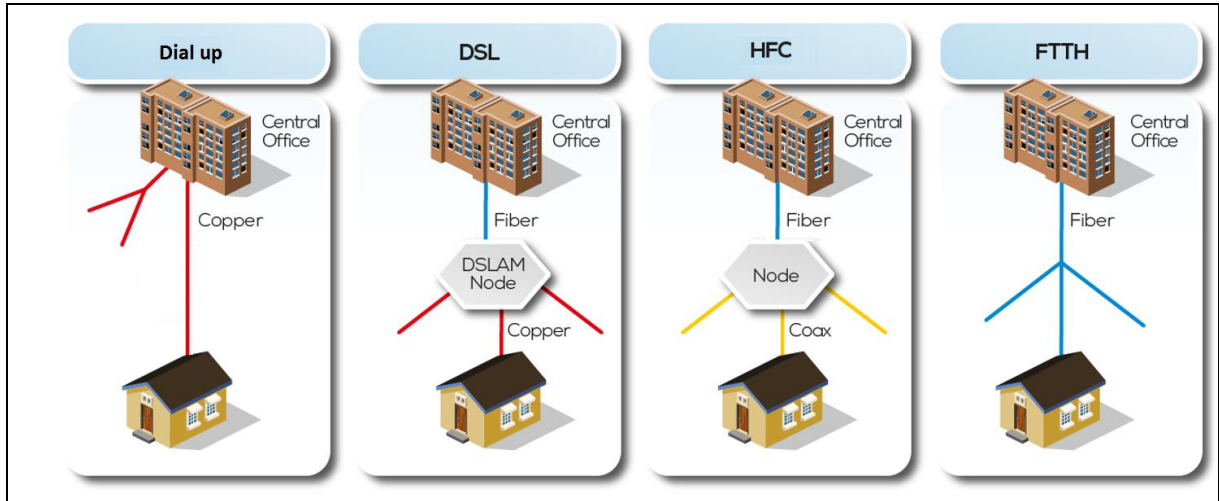 Dial up
Central
Office
Copper
DSL
Central
Office
Fiber
DSLAM
Node
Copper
HFC
Central
Office
Fiber
Node
Coax
FTTH
Central
Office
Fiber